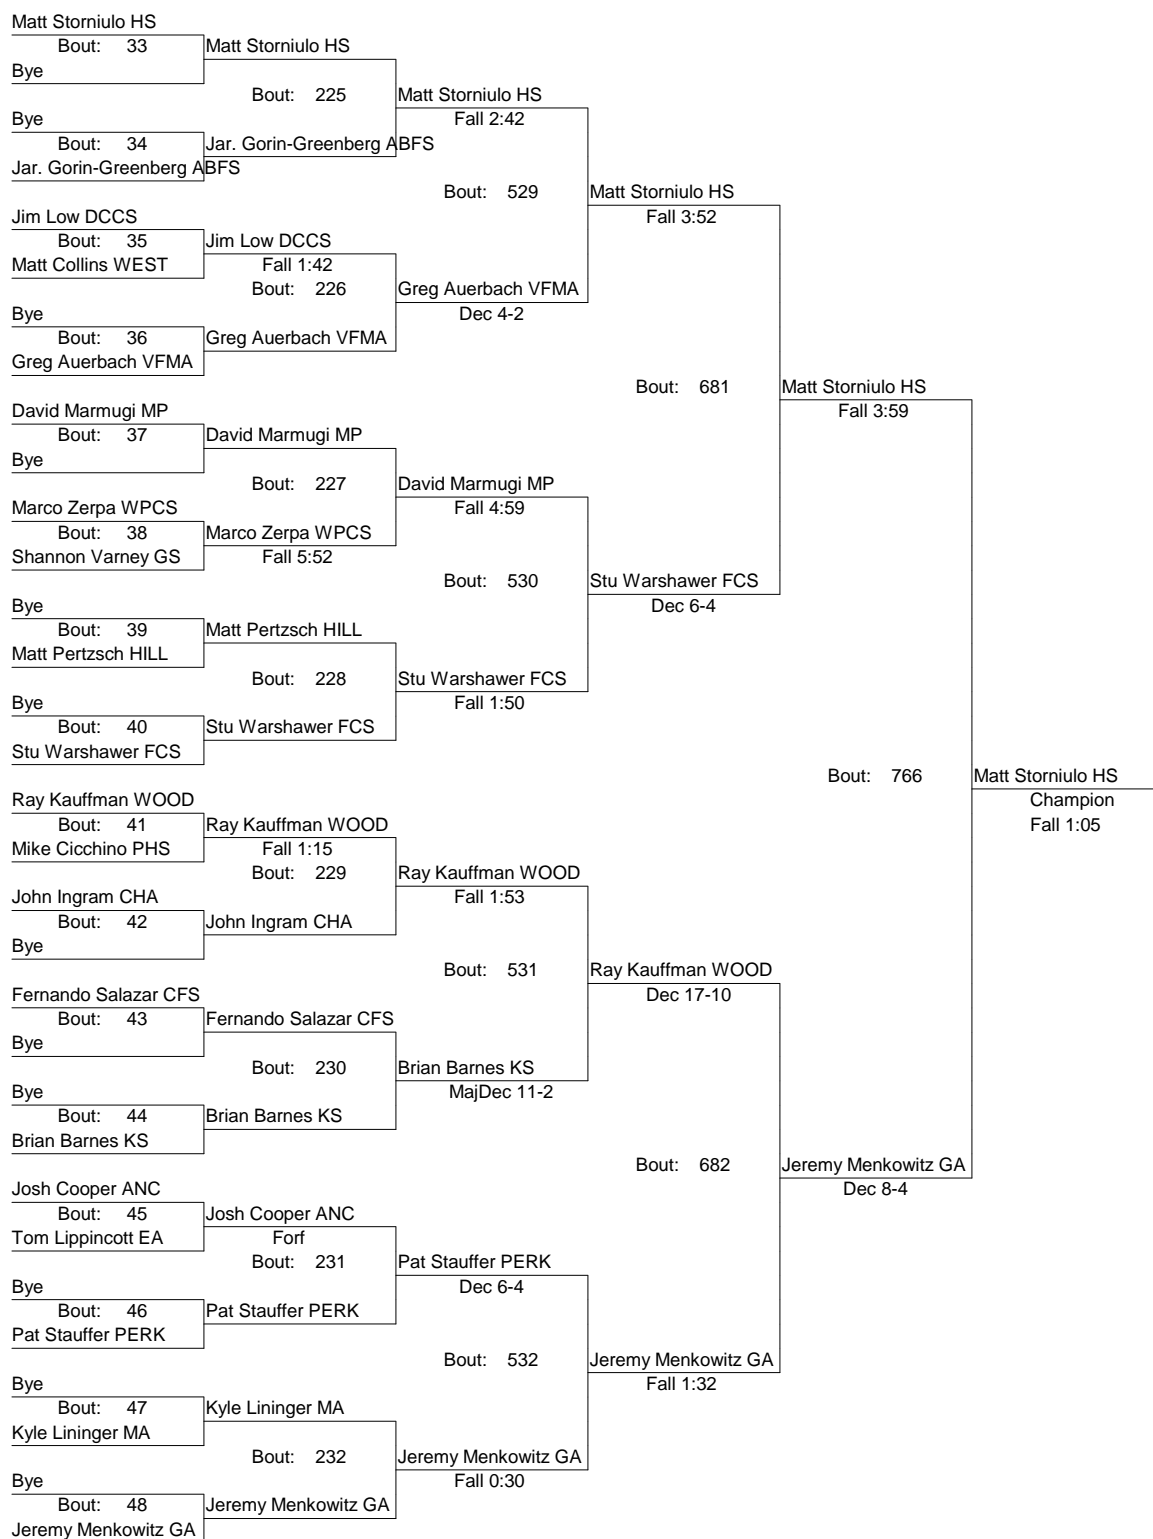 Matt Storniulo HS
Bout: 33 Matt Storniulo HS
Bye
Bout: 225 Matt Storniulo HS
Bye Fall 2:42
Bout: 34 Jar. Gorin-Greenberg ABFS
Jar. Gorin-Greenberg ABFS
Bout: 529 Matt Storniulo HS
Jim Low DCCS Fall 3:52
Bout: 35 Jim Low DCCS
Matt Collins WEST Fall 1:42
Bout: 226 Greg Auerbach VFMA
Bye Dec 4-2
Bout: 36 Greg Auerbach VFMA
Greg Auerbach VFMA
Bout: 681 Matt Storniulo HS
David Marmugi MP Fall 3:59
Bout: 37 David Marmugi MP
Bye
Bout: 227 David Marmugi MP
Marco Zerpa WPCS Fall 4:59
Bout: 38 Marco Zerpa WPCS
Shannon Varney GS Fall 5:52
Bout: 530 Stu Warshawer FCS
Bye Dec 6-4
Bout: 39 Matt Pertzsch HILL
Matt Pertzsch HILL
Bout: 228 Stu Warshawer FCS
Bye Fall 1:50
Bout: 40 Stu Warshawer FCS
Stu Warshawer FCS
Bout: 766 Matt Storniulo HS
Ray Kauffman WOOD Champion
Bout: 41 Ray Kauffman WOOD Fall 1:05
Mike Cicchino PHS Fall 1:15
Bout: 229 Ray Kauffman WOOD
John Ingram CHA Fall 1:53
Bout: 42 John Ingram CHA
Bye
Bout: 531 Ray Kauffman WOOD
Fernando Salazar CFS Dec 17-10
Bout: 43 Fernando Salazar CFS
Bye
Bout: 230 Brian Barnes KS
Bye MajDec 11-2
Bout: 44 Brian Barnes KS
Brian Barnes KS
Bout: 682 Jeremy Menkowitz GA
Josh Cooper ANC Dec 8-4
Bout: 45 Josh Cooper ANC
Tom Lippincott EA Forf
Bout: 231 Pat Stauffer PERK
Bye Dec 6-4
Bout: 46 Pat Stauffer PERK
Pat Stauffer PERK
Bout: 532 Jeremy Menkowitz GA
Bye Fall 1:32
Bout: 47 Kyle Lininger MA
Kyle Lininger MA
Bout: 232 Jeremy Menkowitz GA
Bye Fall 0:30
Bout: 48 Jeremy Menkowitz GA
Jeremy Menkowitz GA